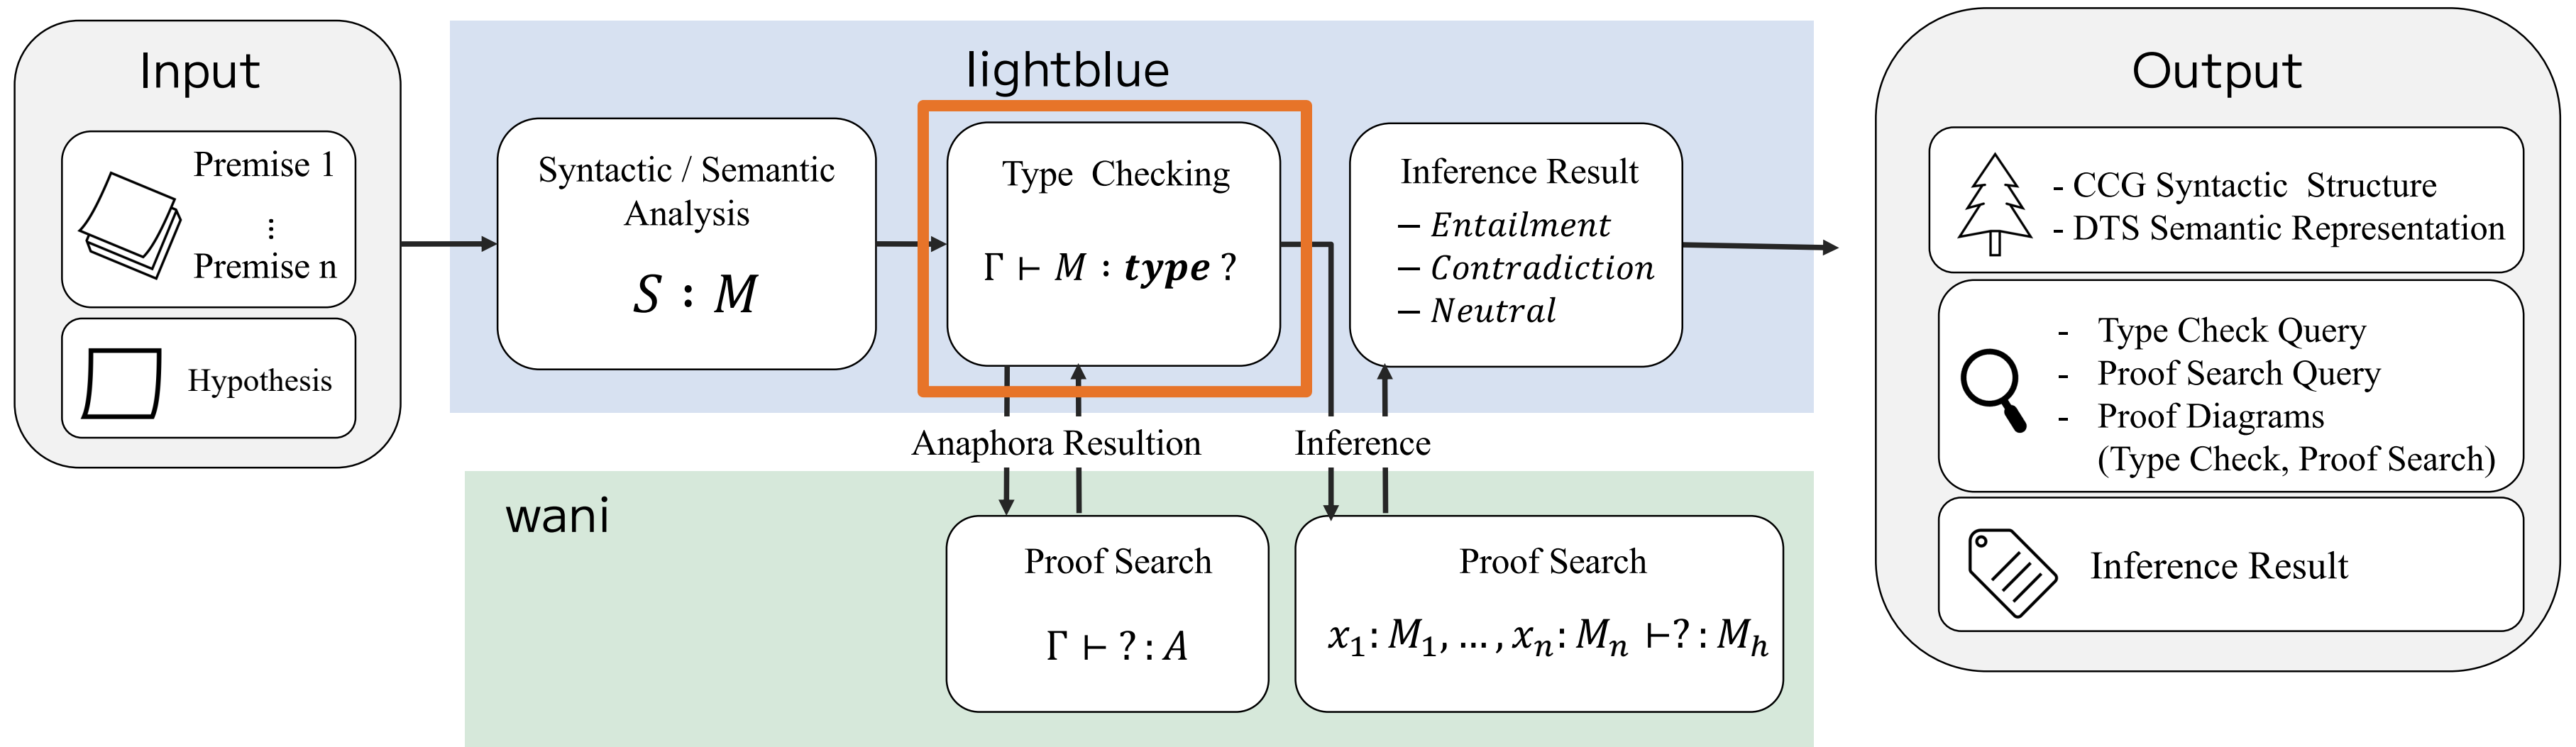 Input
Premise 1
⋮
Premise n
Hypothesis
lightblue
Syntactic / Semantic
Analysis
S : M
Type Checking
Γ ⊢ M : type ?
Inference Result
– Entailment
– Contradiction
– Neutral
Anaphora Resultion
Inference
wani
Proof Search
Γ ⊢ ? : A
Proof Search
x₁: M₁, … , xₙ: Mₙ ⊢? : Mₕ
Output
- CCG Syntactic Structure
- DTS Semantic Representation
- Type Check Query
- Proof Search Query
- Proof Diagrams
(Type Check, Proof Search)
Inference Result